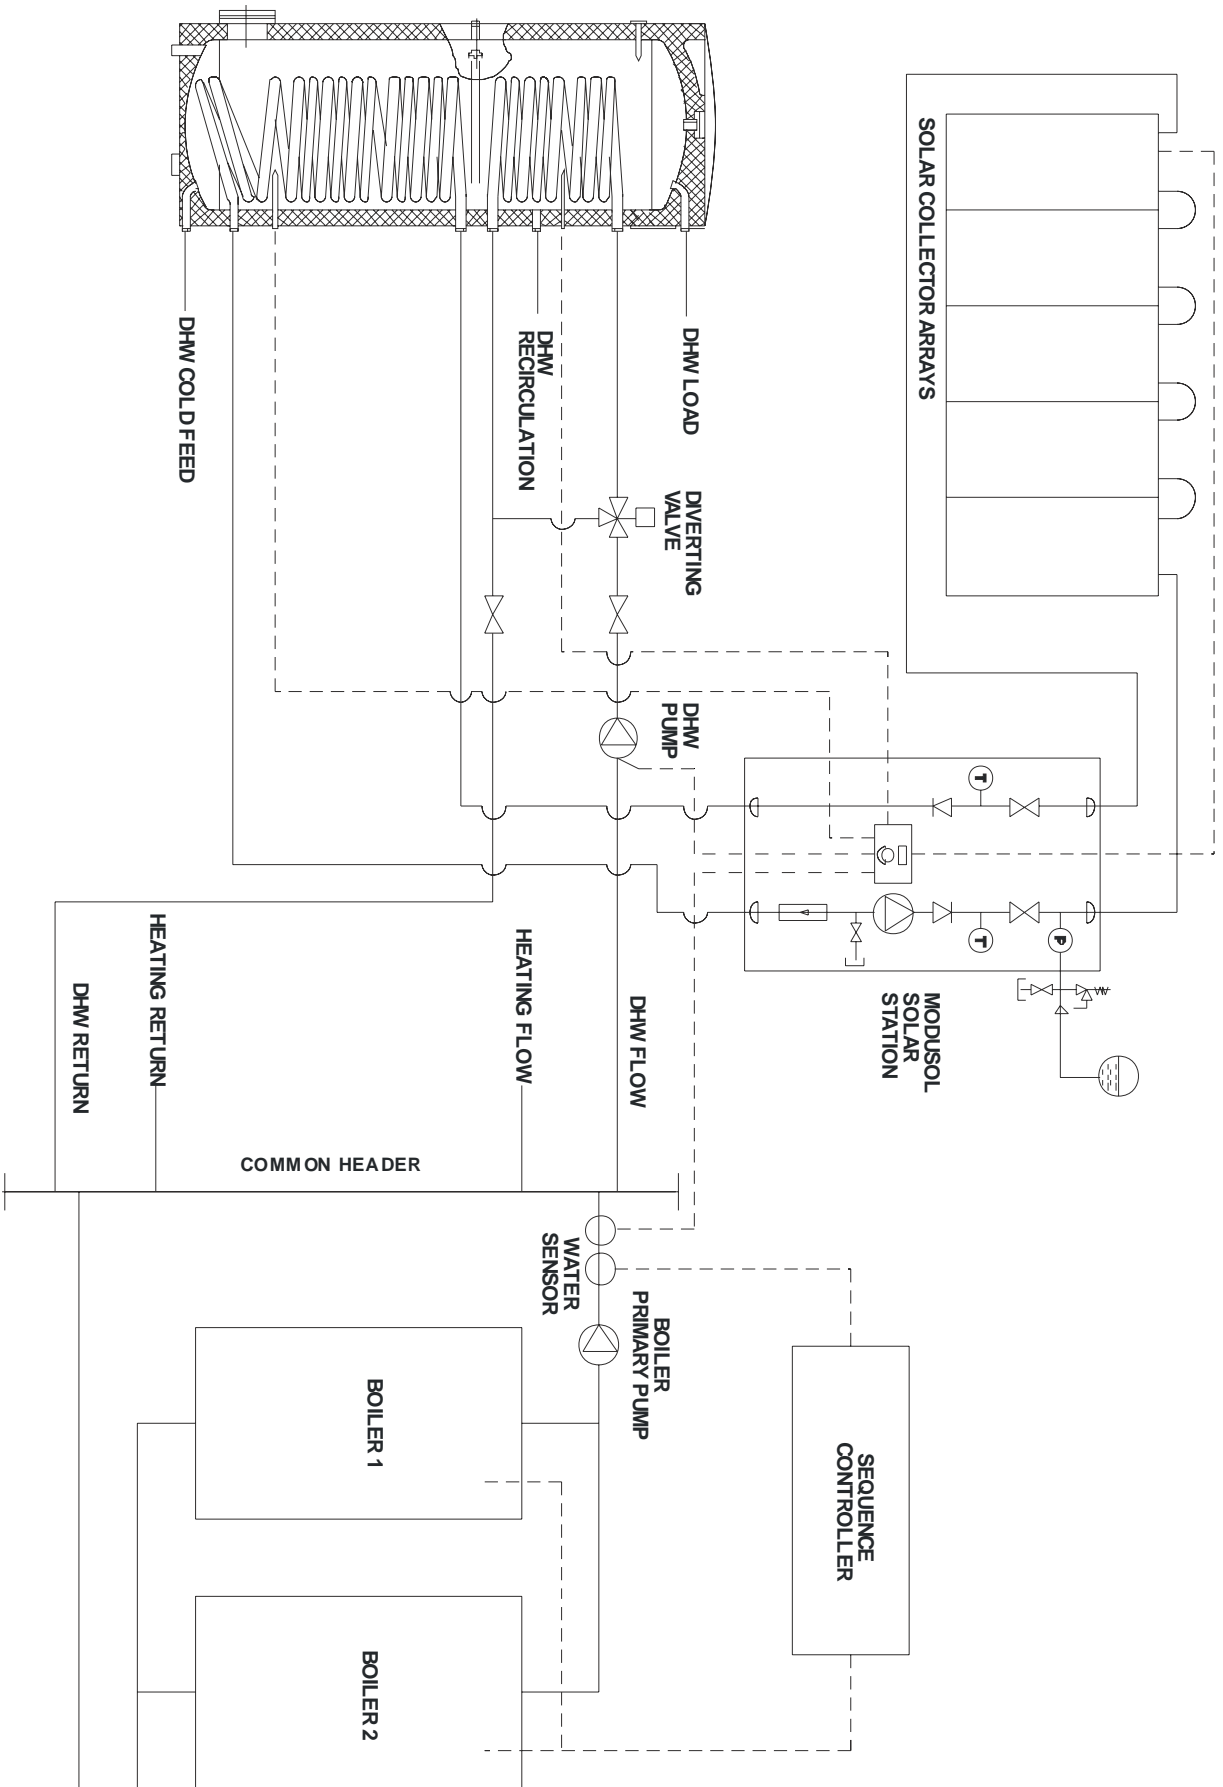 SOLAR COLLECTOR ARRAYS
DHW LOAD
DHW
RECIRCULATION
DHW COLD FEED
DIVERTING
VALVE
DHW
PUMP
T
T
P
MODUSOL
SOLAR
STATION
DHW FLOW
HEATING FLOW
HEATING RETURN
DHW RETURN
COMMON HEADER
WATER
SENSOR
BOILER
PRIMARY PUMP
BOILER 1
BOILER 2
SEQUENCE
CONTROLLER